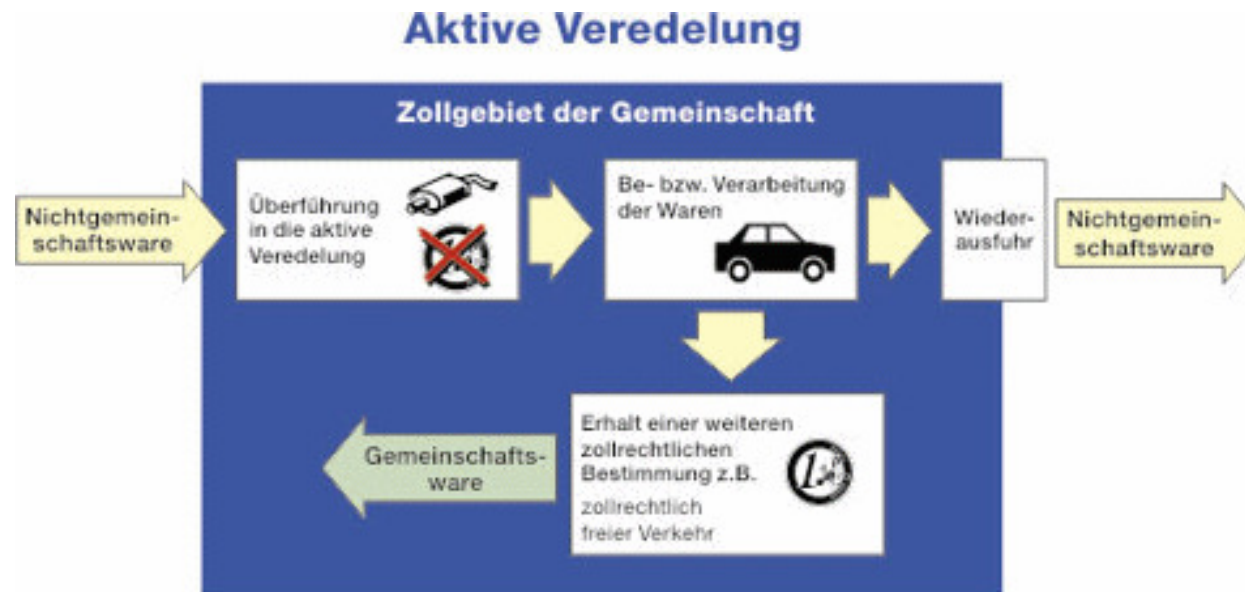 Aktive Veredelung
Zollgebiet der Gemeinschaft
Nichtgemein-
schaftsware
Überführung
in die aktive
Veredelung
Be- bzw. Verarbeitung
der Waren
Wieder-
ausfuhr
Nichtgemein-
schaftsware
Erhalt einer weiteren
zollrechtlichen
Bestimmung z.B.
zollrechtlich
freier Verkehr
1
Gemeinschafts-
ware